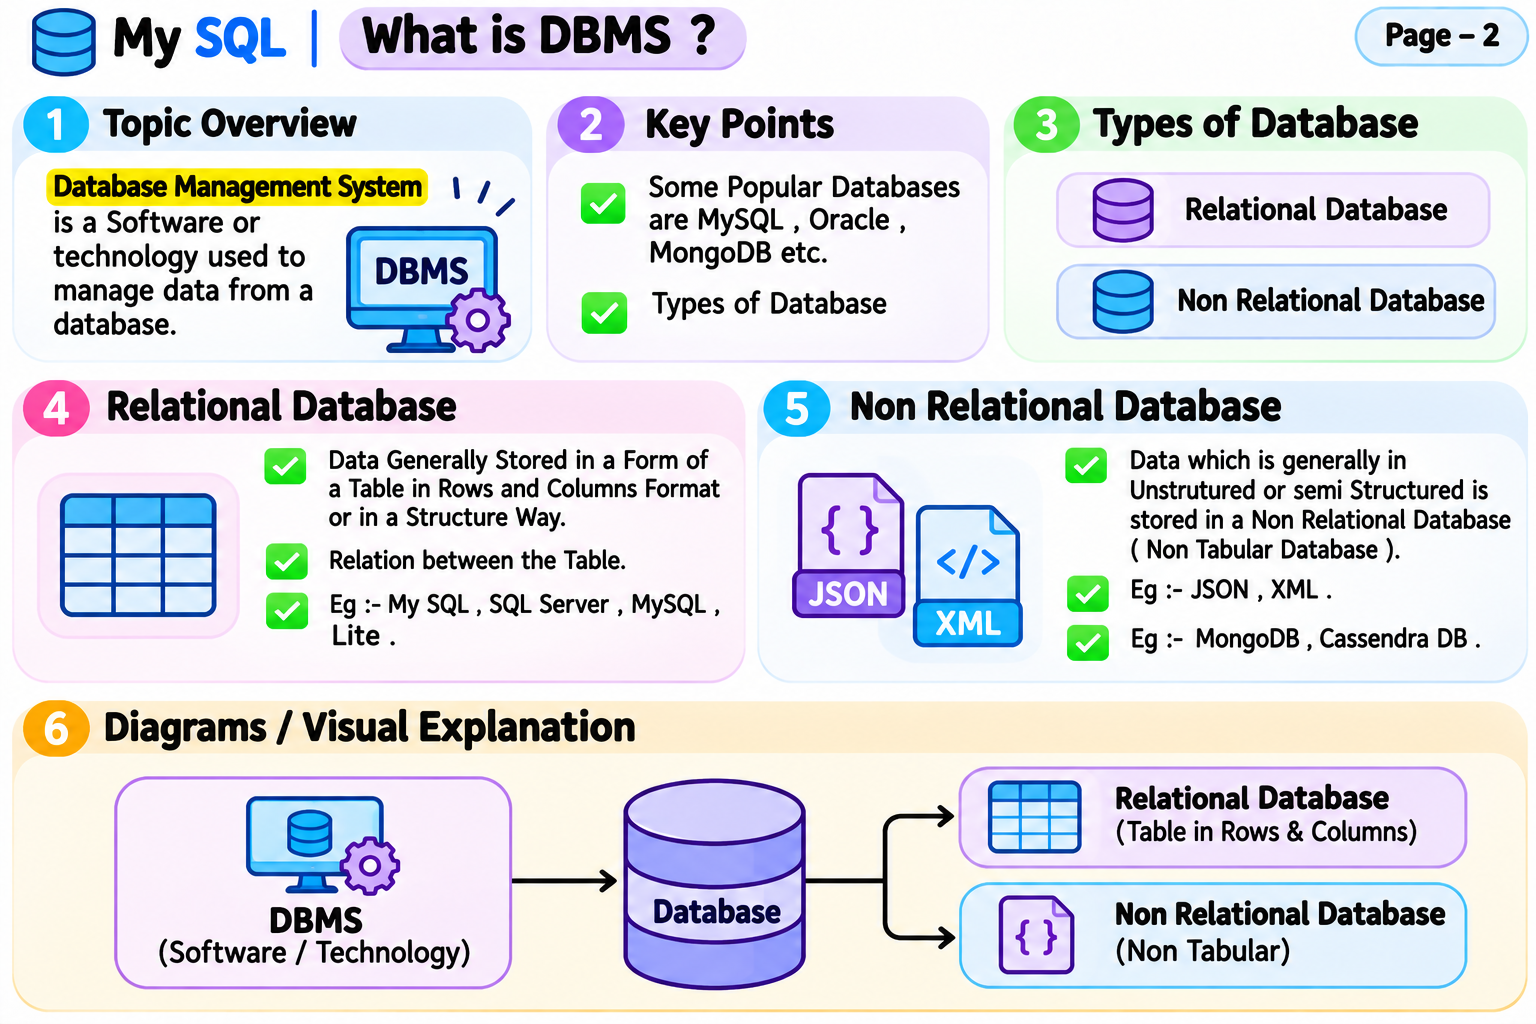 My SQL | What is DBMS ?
Page – 2
1 Topic Overview
Database Management System
is a Software or
technology used to
manage data from a
database.
DBMS
2 Key Points
Some Popular Databases
are MySQL , Oracle ,
MongoDB etc.
Types of Database
3 Types of Database
Relational Database
Non Relational Database
4 Relational Database
Data Generally Stored in a Form of
a Table in Rows and Columns Format
or in a Structure Way.
Relation between the Table.
Eg :- My SQL , SQL Server , MySQL ,
Lite .
5 Non Relational Database
{ }
JSON
</>
XML
Data which is generally in
Unstrutured or semi Structured is
stored in a Non Relational Database
( Non Tabular Database ).
Eg :- JSON , XML .
Eg :- MongoDB , Cassendra DB .
6 Diagrams / Visual Explanation
DBMS
(Software / Technology)
Database
Relational Database
(Table in Rows & Columns)
{ }
Non Relational Database
(Non Tabular)